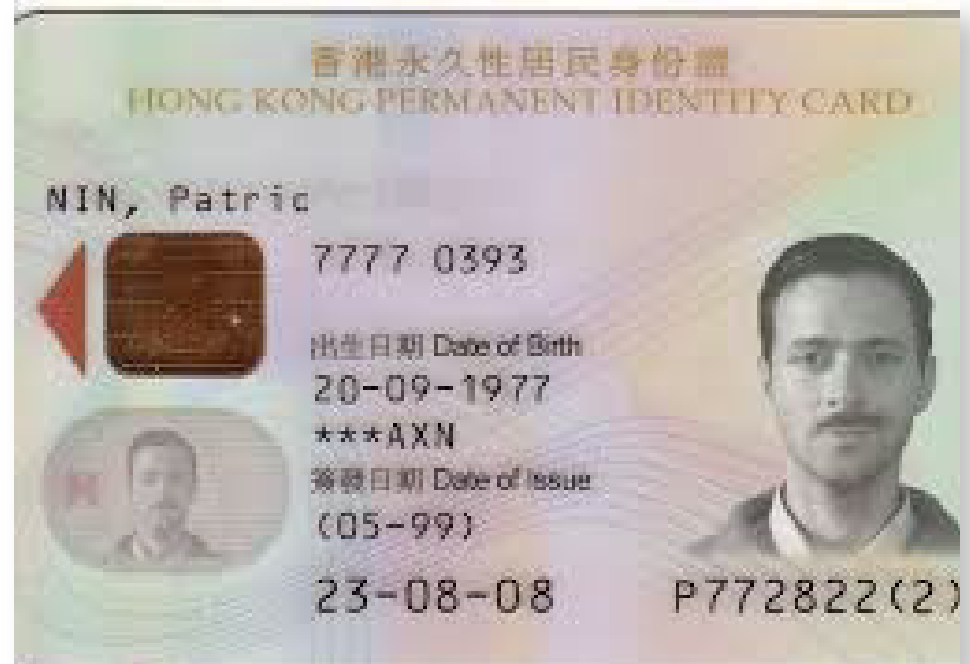 香港永久性居民身份證
HONG KONG PERMANENT IDENTITY CARD
NIN, Patric
7777 0393
出生日期 Date of Birth
20-09-1977
***AXN
簽發日期 Date of Issue
(05-99)
23-08-08
P772822(2)